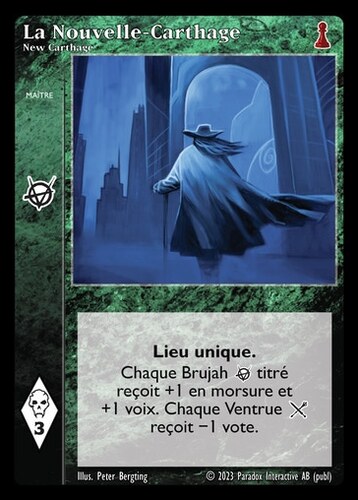 La Nouvelle-Carthage
New Carthage
MAÎTRE
Lieu unique.
Chaque Brujah titré
reçoit +1 en morsure et
+1 voix. Chaque Ventrue
reçoit −1 vote.
3
Illus. Peter Bergting © 2023 Paradox Interactive AB (publ)